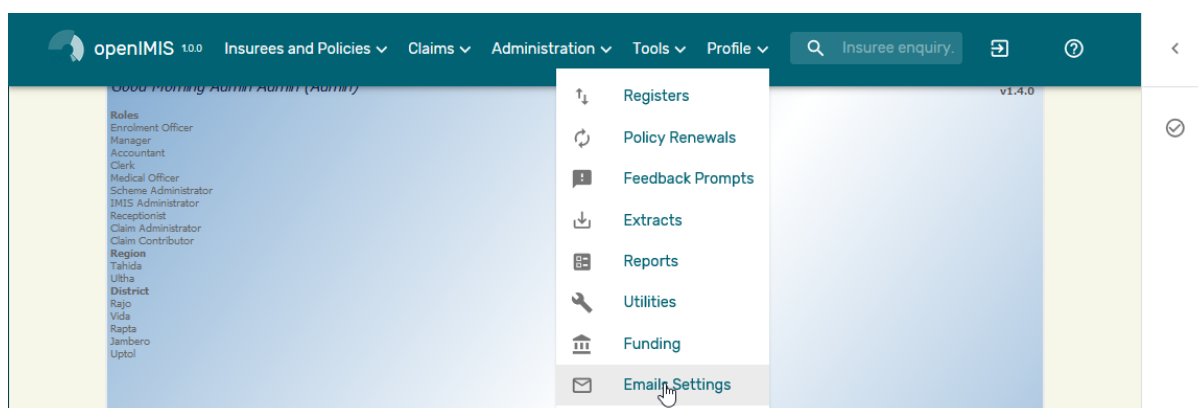 openIMIS 1.0.0 Insurees and Policies Claims Administration Tools Profile Insuree enquiry.
Good Morning Admin Admin (Admin)
v1.4.0
Roles
Enrolment Officer
Manager
Accountant
Clerk
Medical Officer
Scheme Administrator
IMIS Administrator
Receptionist
Claim Administrator
Claim Contributor
Region
Tahida
Ultha
District
Rajo
Vida
Rapta
Jambero
Uptol
Registers
Policy Renewals
Feedback Prompts
Extracts
Reports
Utilities
Funding
Emails Settings